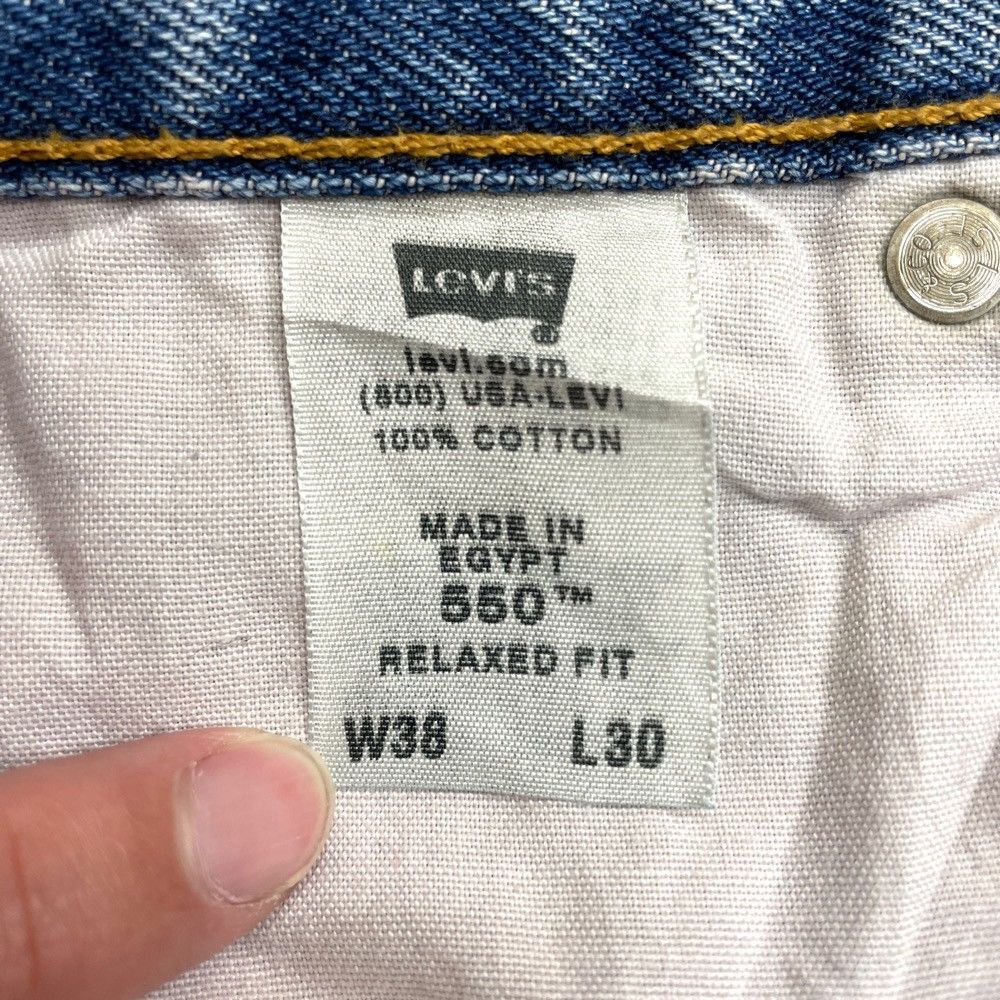 LEVI'S
levi.com
(800) USA-LEVI
100% COTTON
MADE IN
EGYPT
550™
RELAXED FIT
W38 L30